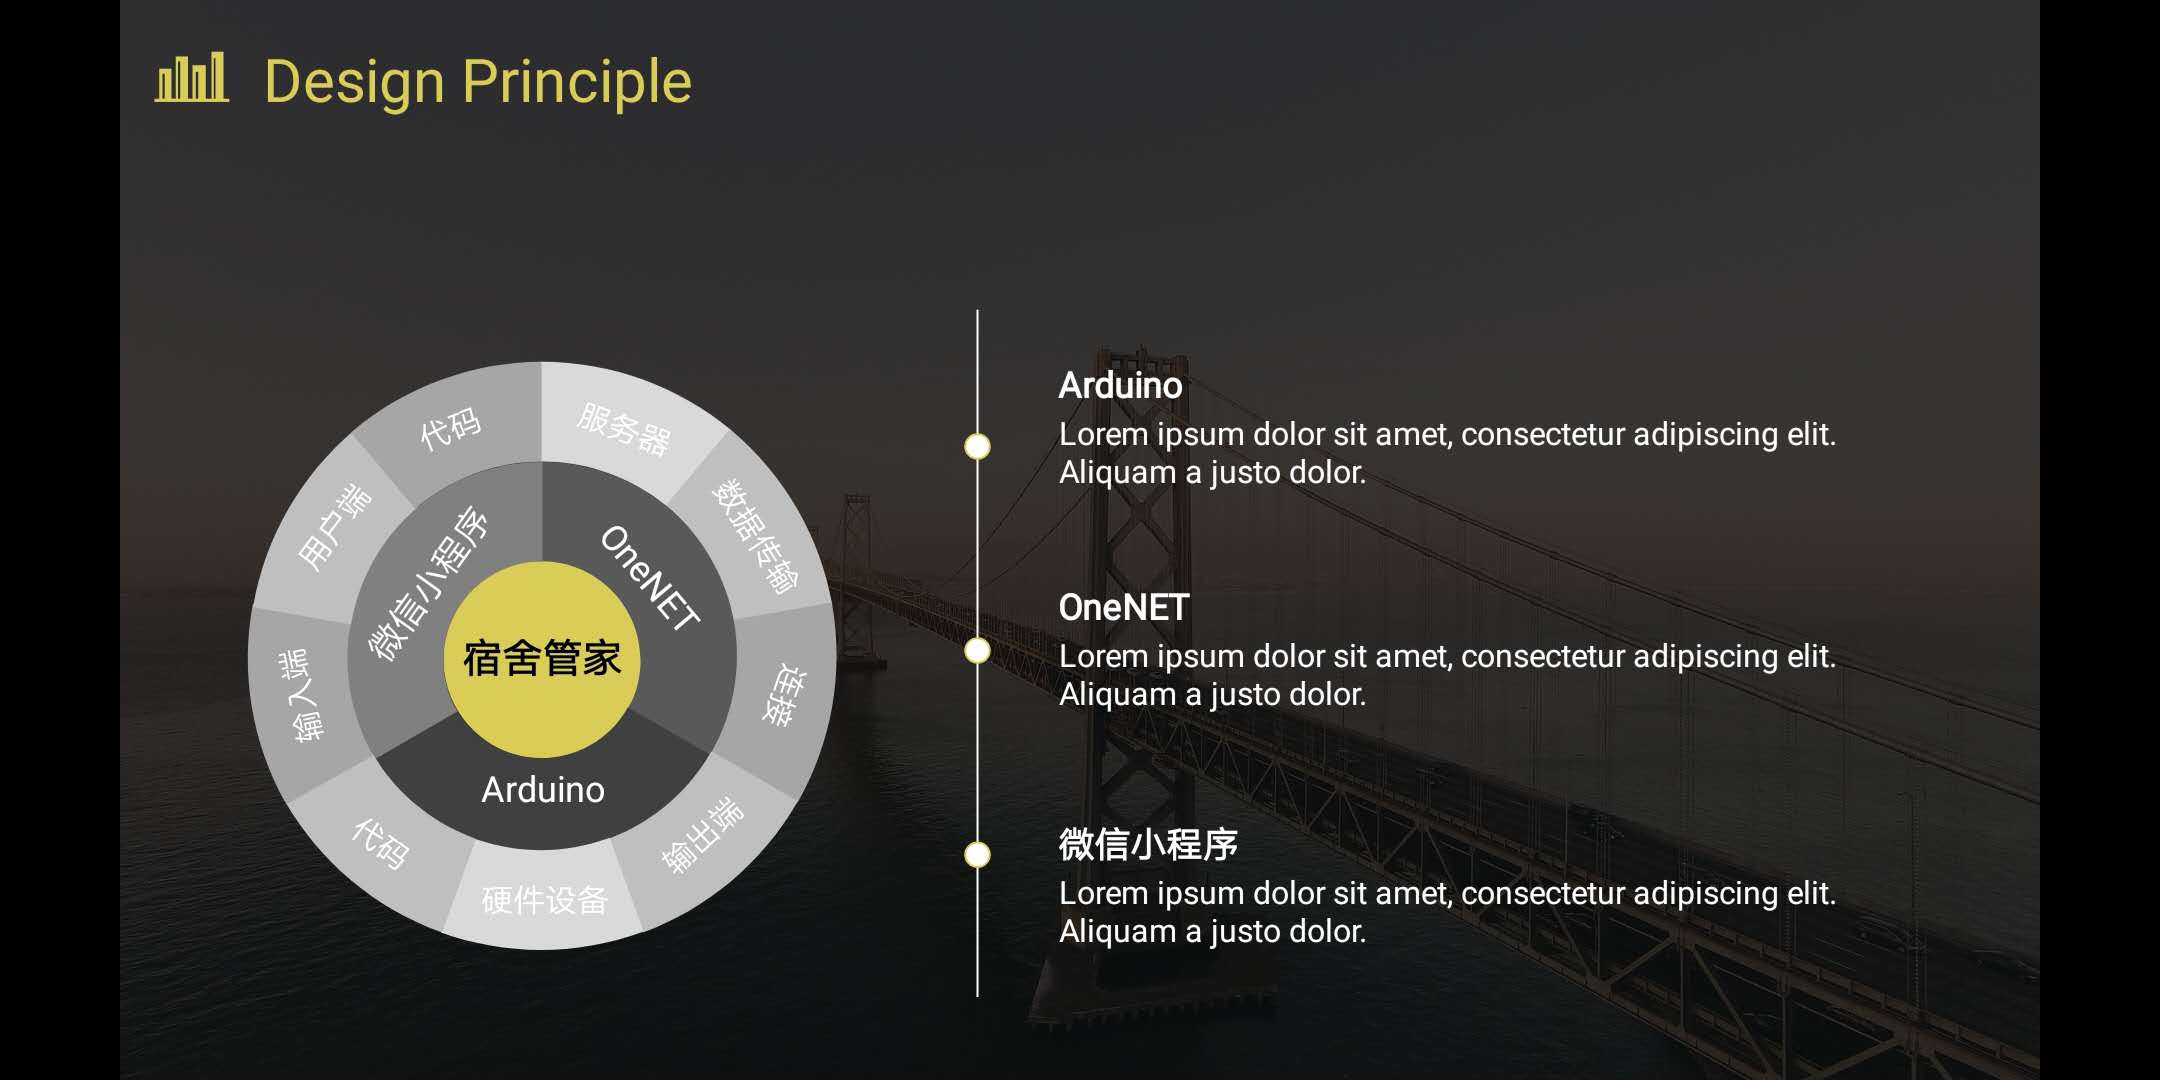 Design Principle
代码
服务器
用户端
数据传输
微信小程序
OneNET
宿舍管家
输入端
连接
Arduino
代码
输出端
硬件设备
Arduino
Lorem ipsum dolor sit amet, consectetur adipiscing elit.
Aliquam a justo dolor.
OneNET
Lorem ipsum dolor sit amet, consectetur adipiscing elit.
Aliquam a justo dolor.
微信小程序
Lorem ipsum dolor sit amet, consectetur adipiscing elit.
Aliquam a justo dolor.